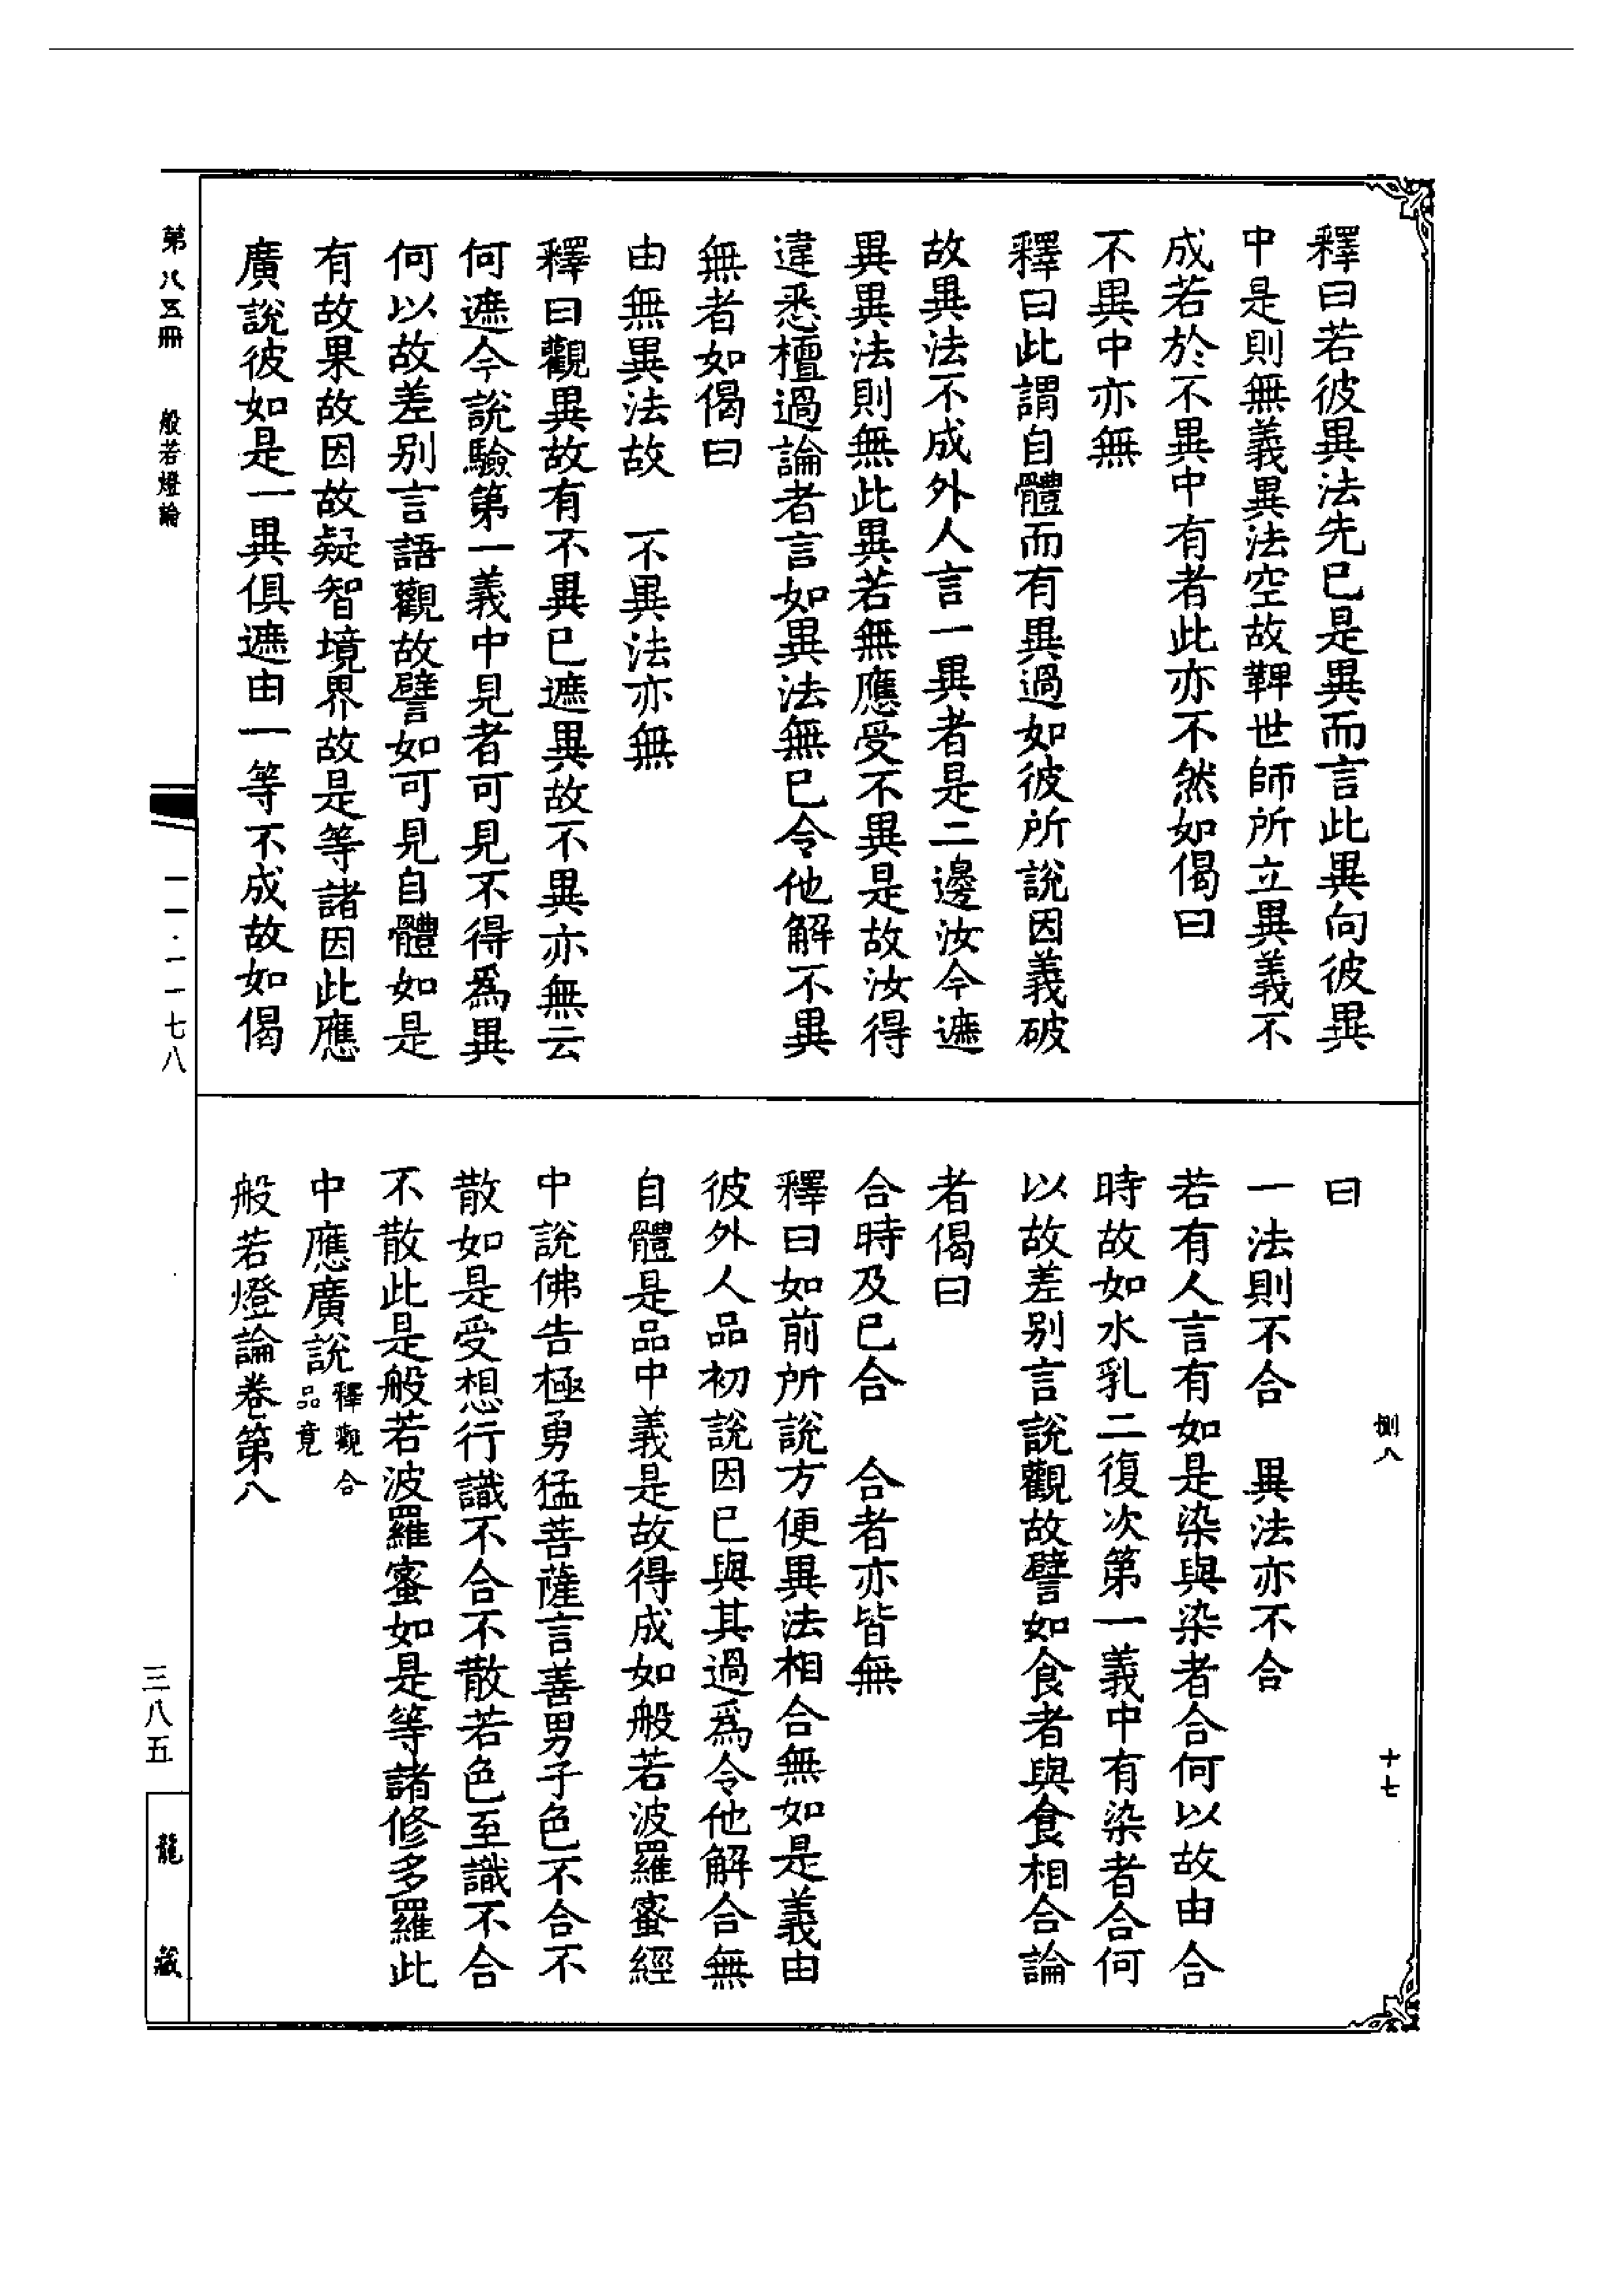 釋曰若彼異法先已是異而言此異向彼異
中是則無義異法空故鞞世師所立異義不
成若於不異中有者此亦不然如偈曰
不異中亦無
釋曰此謂自體而有異過如彼所說因義破
故異法不成外人言一異者是二邊汝今遮
異異法則無此異若無應受不異是故汝得
違悉檀過論者言如異法無已令他解不異
無者如偈曰
由無異法故　不異法亦無
釋曰觀異故有不異已遮異故不異亦無云
何遮今說驗第一義中見者可見不得爲異
何以故差别言語觀故譬如可見自體如是
有故果故因故疑智境界故是等諸因此應
廣說彼如是一異俱遮由一等不成故如偈
曰
一法則不合　異法亦不合
若有人言有如是染與染者合何以故由合
時故如水乳二復次第一義中有染者合何
以故差别言說觀故譬如食者與食相合論
者偈曰
合時及已合　合者亦皆無
釋曰如前所說方便異法相合無如是義由
彼外人品初說因已與其過爲令他解合無
自體是品中義是故得成如般若波羅蜜經
中說佛告極勇猛菩薩言善男子色不合不
散如是受想行識不合不散若色至識不合
不散此是般若波羅蜜如是等諸修多羅此
中應廣說釋觀合品竟
般若燈論卷第八
惻八
十七
第八五冊　般若燈論
一一·一一七八
三八五
龍藏